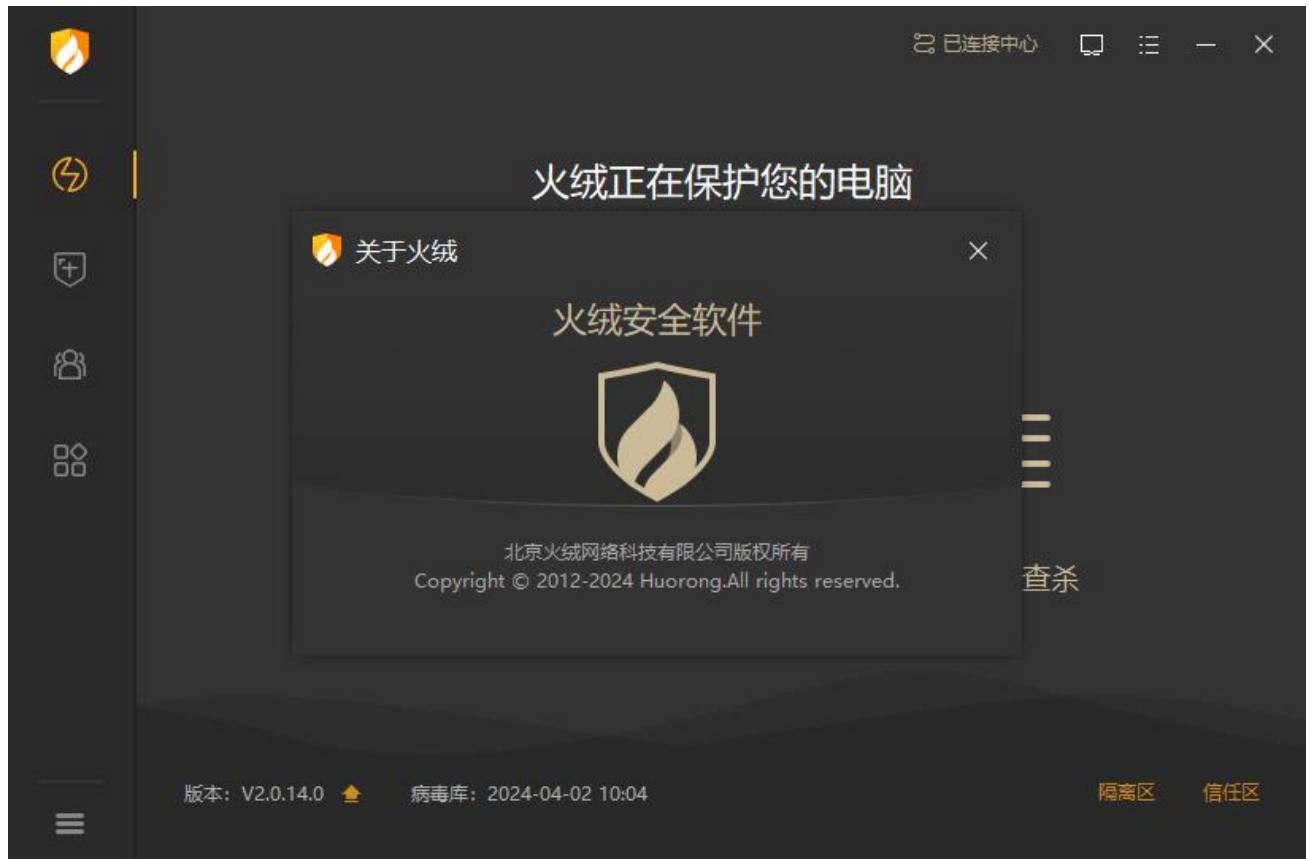 已连接中心
火绒正在保护您的电脑
关于火绒
火绒安全软件
北京火绒网络科技有限公司版权所有
Copyright © 2012-2024 Huorong.All rights reserved.
查杀
版本：V2.0.14.0 病毒库：2024-04-02 10:04 隔离区 信任区